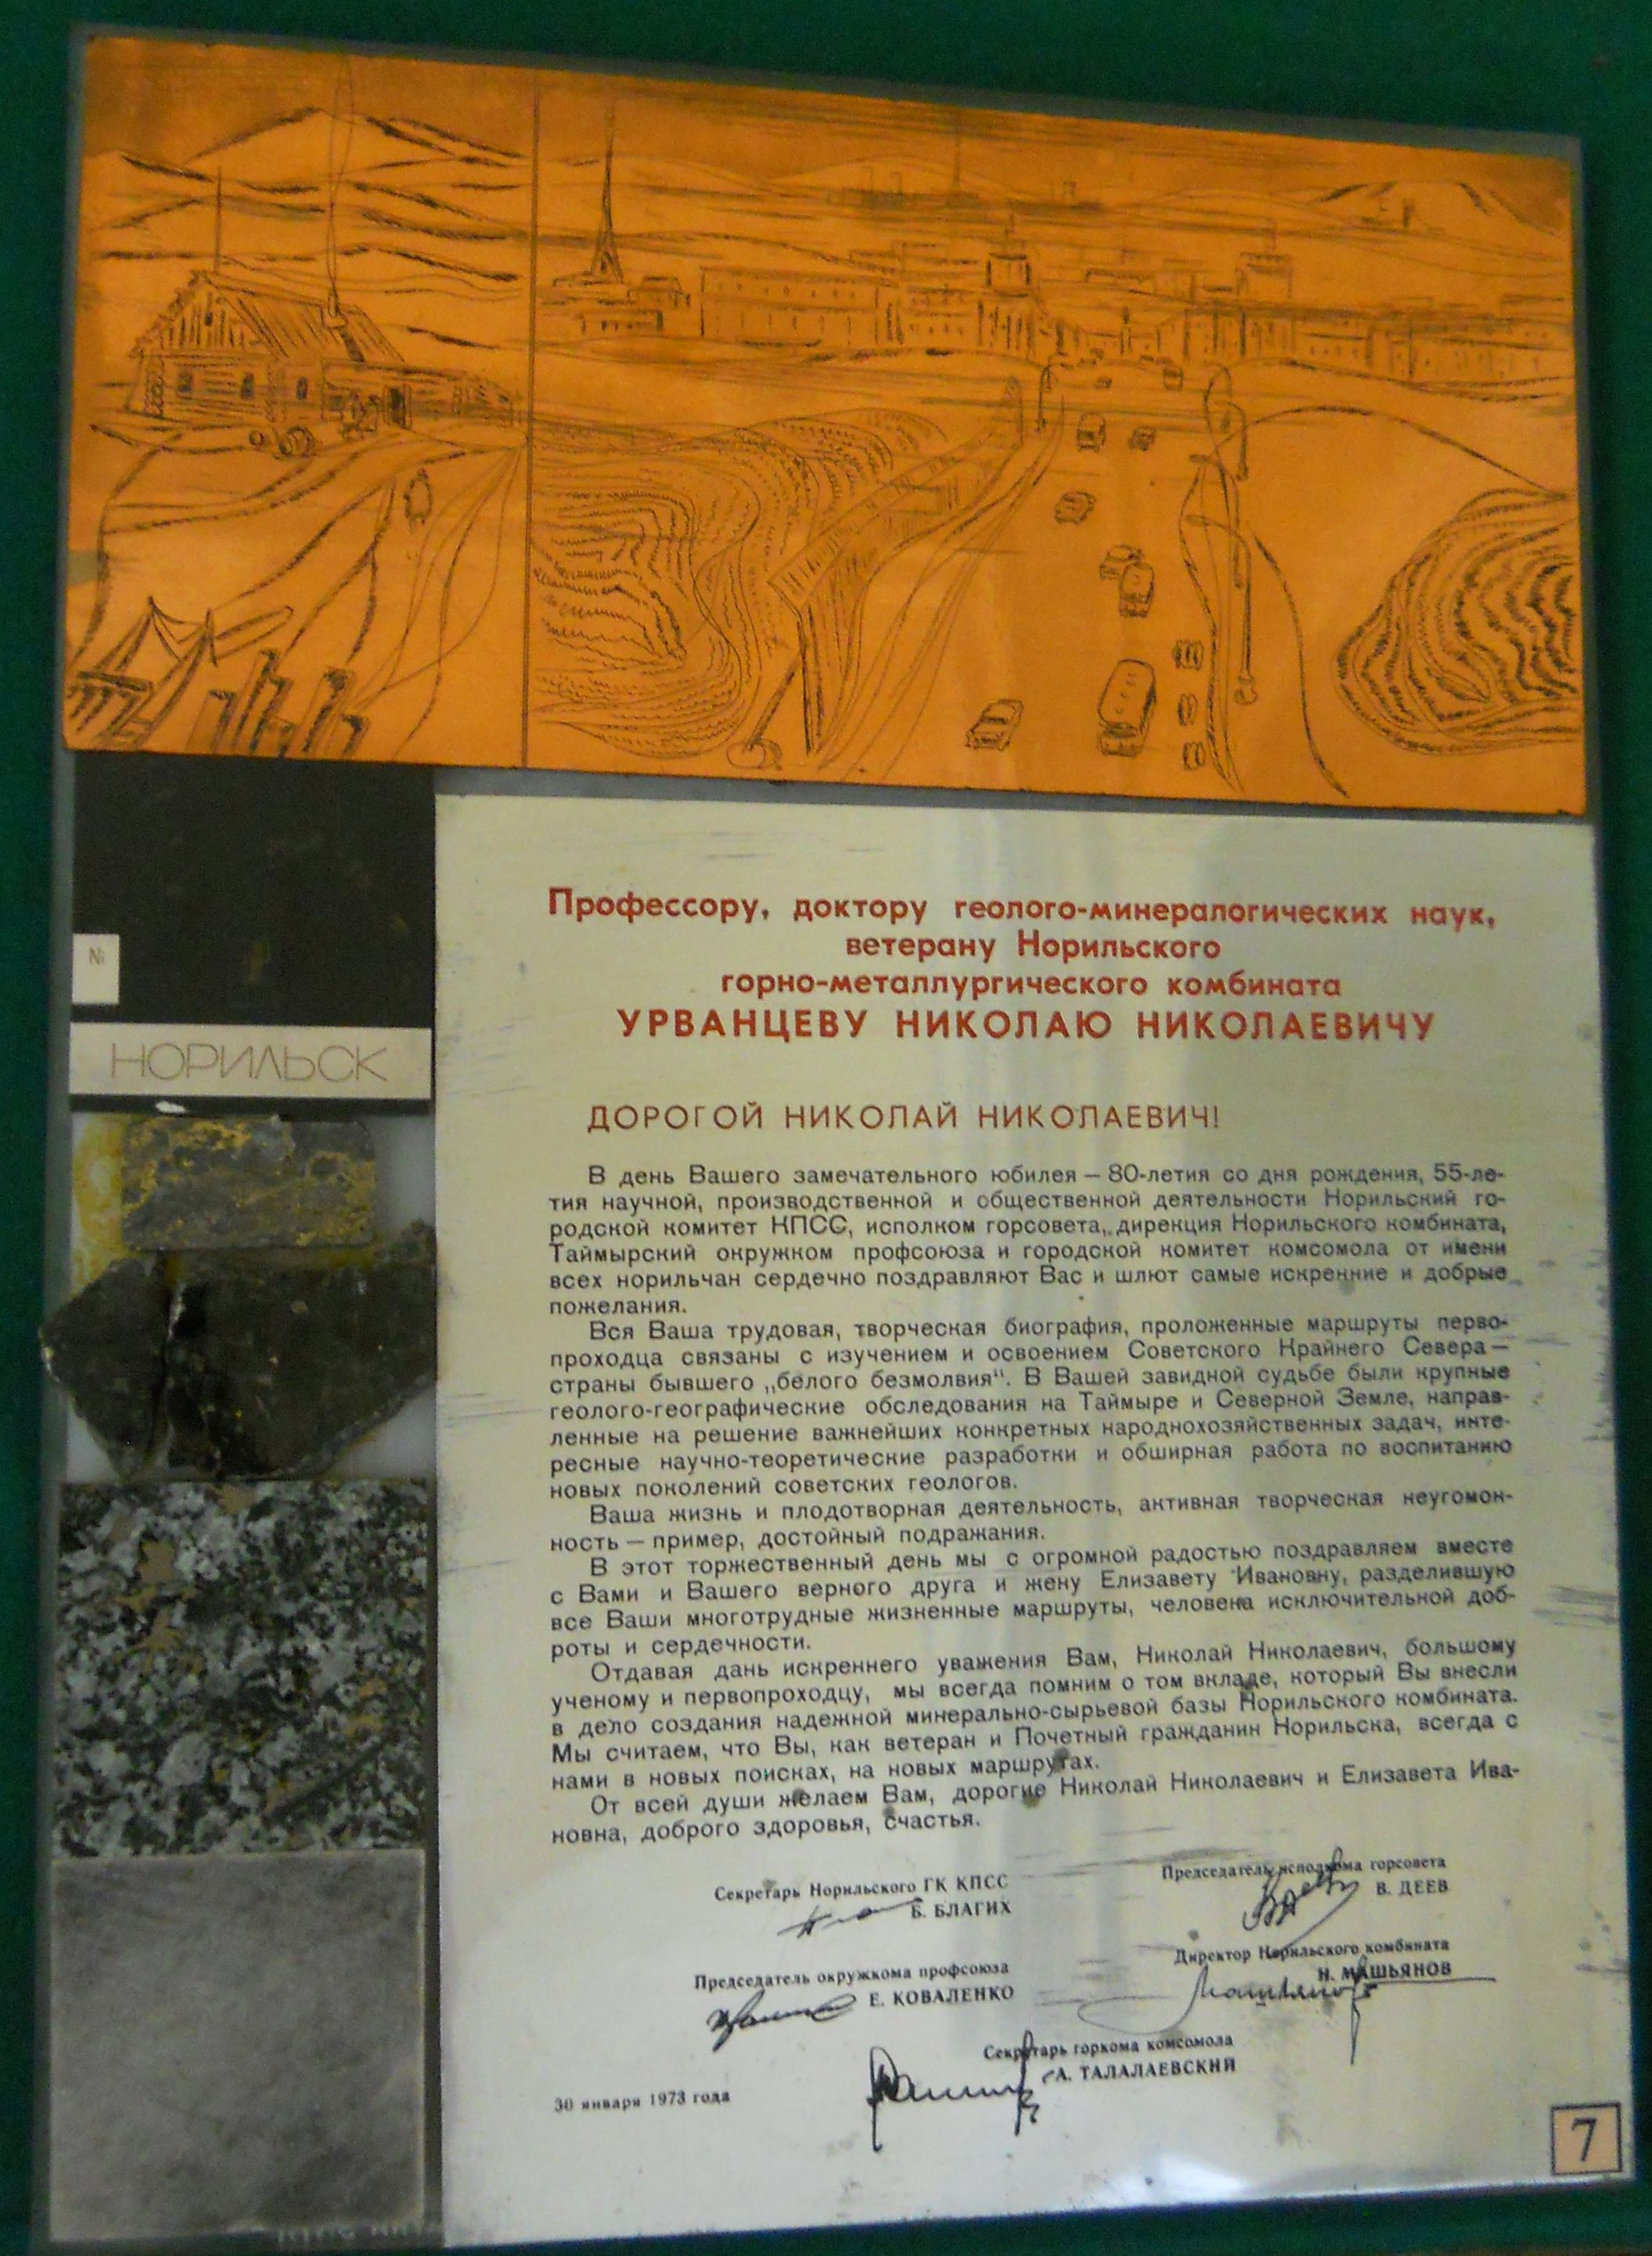 Ni
НОРИЛЬСК
Профессору, доктору геолого-минералогических наук,
ветерану Норильского
горно-металлургического комбината
УРВАНЦЕВУ НИКОЛАЮ НИКОЛАЕВИЧУ
ДОРОГОЙ НИКОЛАЙ НИКОЛАЕВИЧ!
В день Вашего замечательного юбилея — 80-летия со дня рождения, 55-ле-
тия научной, производственной и общественной деятельности Норильский го-
родской комитет КПСС, исполком горсовета, дирекция Норильского комбината,
Таймырский окружком профсоюза и городской комитет комсомола от имени
всех норильчан сердечно поздравляют Вас и шлют самые искренние и добрые
пожелания.
Вся Ваша трудовая, творческая биография, проложенные маршруты перво-
проходца связаны с изучением и освоением Советского Крайнего Севера —
страны бывшего „белого безмолвия“. В Вашей завидной судьбе были крупные
геолого-географические обследования на Таймыре и Северной Земле, направ-
ленные на решение важнейших конкретных народнохозяйственных задач, инте-
ресные научно-теоретические разработки и обширная работа по воспитанию
новых поколений советских геологов.
Ваша жизнь и плодотворная деятельность, активная творческая неугомон-
ность — пример, достойный подражания.
В этот торжественный день мы с огромной радостью поздравляем вместе
с Вами и Вашего верного друга и жену Елизавету Ивановну, разделившую
все Ваши многотрудные жизненные маршруты, человека исключительной доб-
роты и сердечности.
Отдавая дань искреннего уважения Вам, Николай Николаевич, большому
ученому и первопроходцу, мы всегда помним о том вкладе, который Вы внесли
в дело создания надежной минерально-сырьевой базы Норильского комбината.
Мы считаем, что Вы, как ветеран и Почетный гражданин Норильска, всегда с
нами в новых поисках, на новых маршрутах.
От всей души желаем Вам, дорогие Николай Николаевич и Елизавета Ива-
новна, доброго здоровья, счастья.
Секретарь Норильского ГК КПСС
Б. БЛАГИХ
Председатель исполкома горсовета
В. ДЕЕВ
Председатель окружкома профсоюза
Е. КОВАЛЕНКО
Директор Норильского комбината
Н. МАШЬЯНОВ
Секретарь горкома комсомола
А. ТАЛАЛАЕВСКИЙ
30 января 1973 года
7